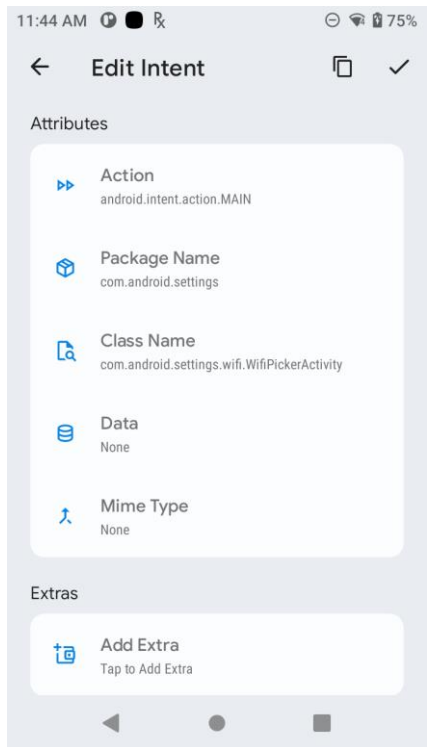 11:44 AM 75%
Edit Intent
Attributes
Action
android.intent.action.MAIN
Package Name
com.android.settings
Class Name
com.android.settings.wifi.WifiPickerActivity
Data
None
Mime Type
None
Extras
Add Extra
Tap to Add Extra